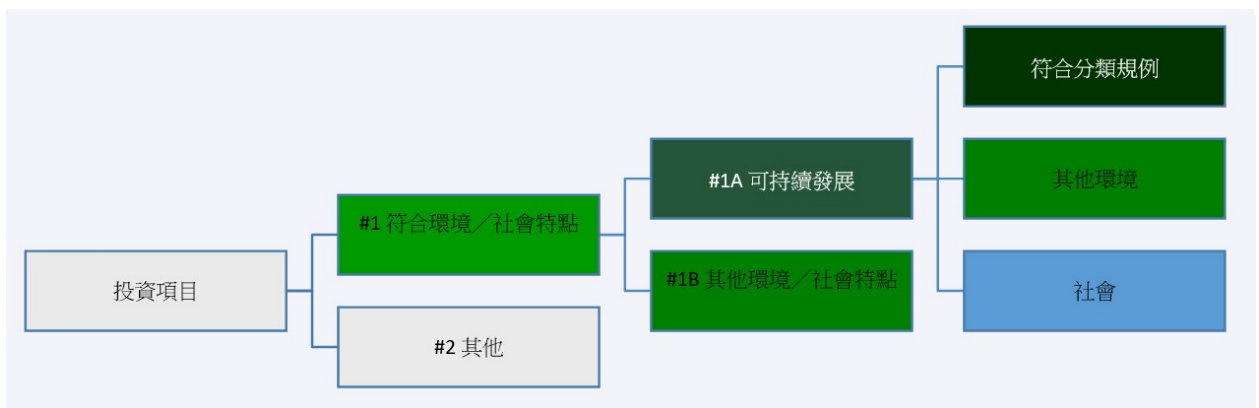 符合分類規例
#1A 可持續發展
其他環境
#1 符合環境／社會特點
#1B 其他環境／社會特點
投資項目
社會
#2 其他